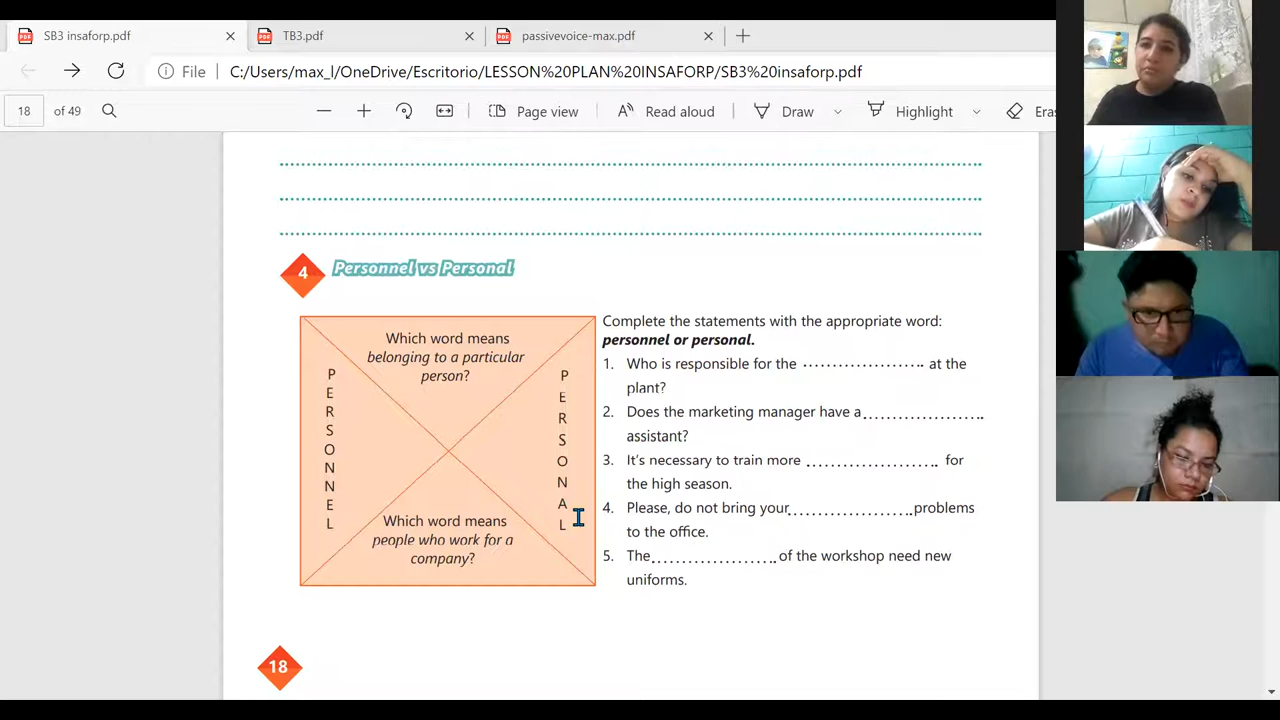 SB3 insaforp.pdf
TB3.pdf
passivevoice-max.pdf
File C:/Users/max_l/OneDrive/Escritorio/LESSON%20PLAN%20INSAFORP/SB3%20insaforp.pdf
18 of 49 Page view Read aloud Draw Highlight Eras
4 Personnel vs Personal
Which word means
belonging to a particular
person?
PERSONNEL
PERSONAL
Which word means
people who work for a
company?
Complete the statements with the appropriate word:
personnel or personal.
1. Who is responsible for the ........................ at the
plant?
2. Does the marketing manager have a........................
assistant?
3. It's necessary to train more ........................ for
the high season.
4. Please, do not bring your........................problems
to the office.
5. The........................ of the workshop need new
uniforms.
18